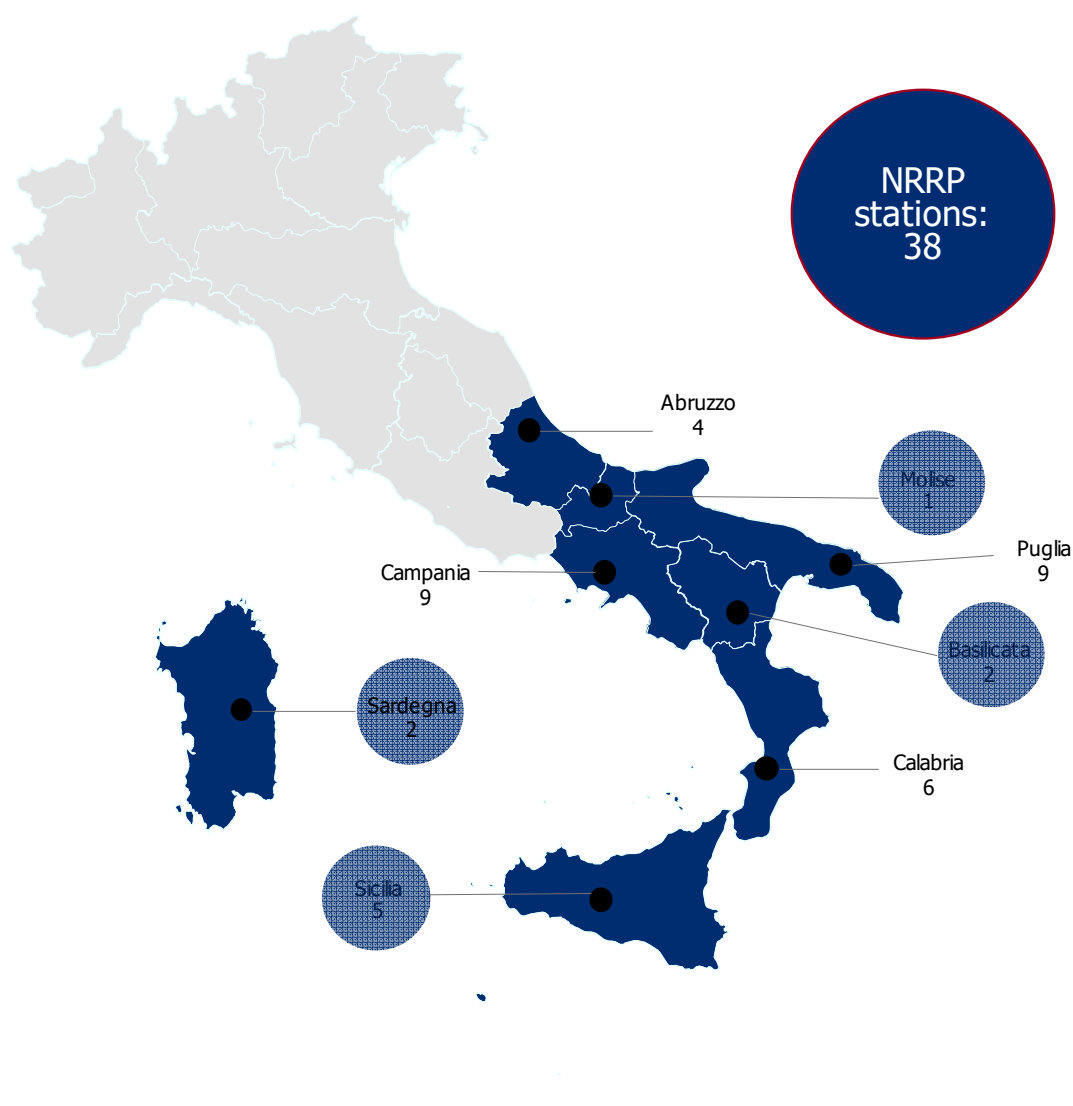 NRRP
stations:
38
Abruzzo
4
Molise
1
Puglia
9
Campania
9
Basilicata
2
Sardegna
2
Calabria
6
Sicilia
5